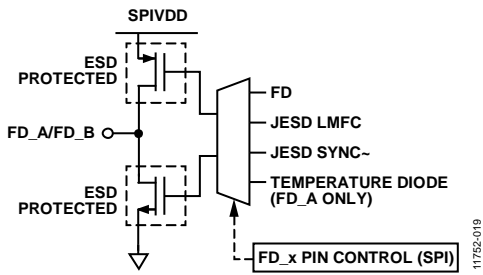 SPIVDD
ESD
PROTECTED
FD
JESD LMFC
FD_A/FD_B
JESD SYNC~
TEMPERATURE DIODE
(FD_A ONLY)
ESD
PROTECTED
FD_x PIN CONTROL (SPI)
11752-019